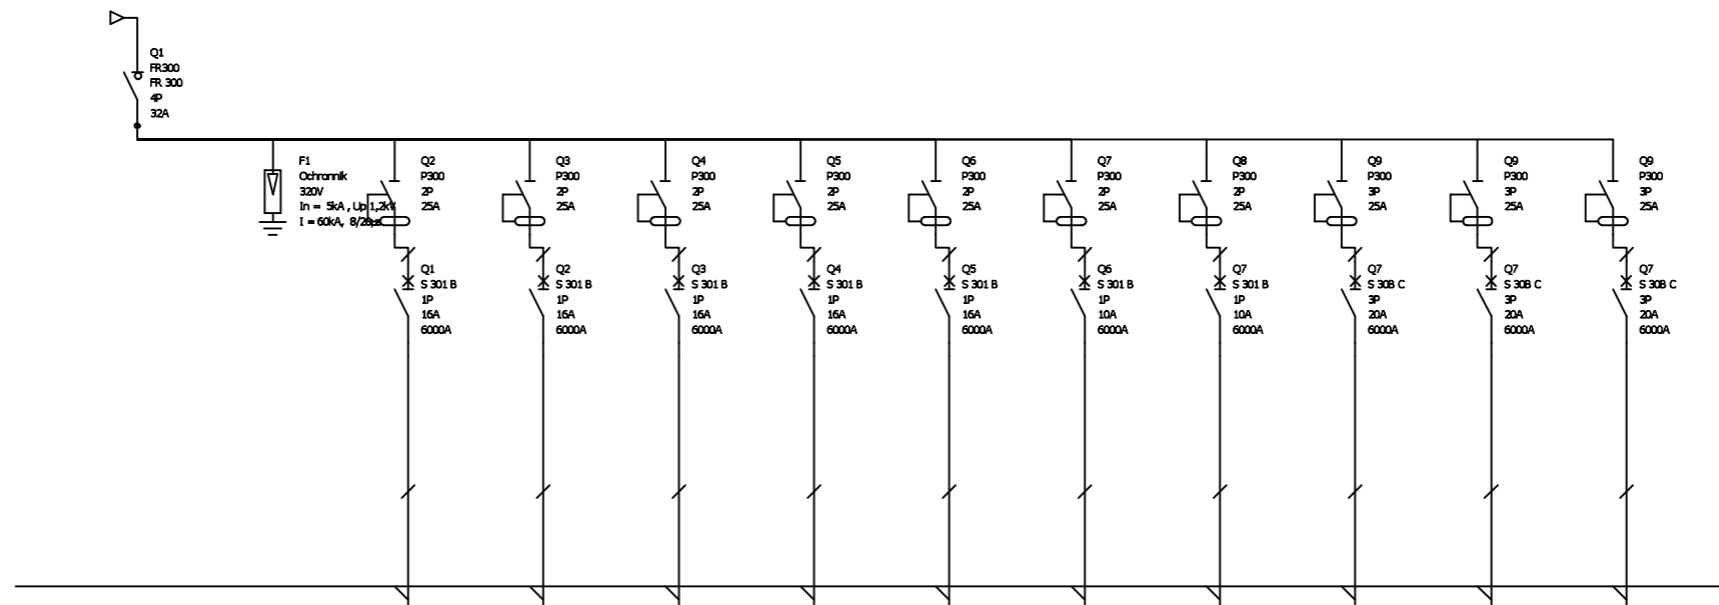 Q1
FR300
FR 300
4P
32A
F1
Ochronnik
320V
In = 5kA , Up 1,2kV
I = 60kA, 8/20µs
Q2
P300
2P
25A
Q3
P300
2P
25A
Q4
P300
2P
25A
Q5
P300
2P
25A
Q6
P300
2P
25A
Q7
P300
2P
25A
Q8
P300
2P
25A
Q9
P300
3P
25A
Q9
P300
3P
25A
Q9
P300
3P
25A
Q1
S 301 B
1P
16A
6000A
Q2
S 301 B
1P
16A
6000A
Q3
S 301 B
1P
16A
6000A
Q4
S 301 B
1P
16A
6000A
Q5
S 301 B
1P
16A
6000A
Q6
S 301 B
1P
10A
6000A
Q7
S 301 B
1P
10A
6000A
Q7
S 303 C
3P
20A
6000A
Q7
S 303 C
3P
20A
6000A
Q7
S 303 C
3P
20A
6000A